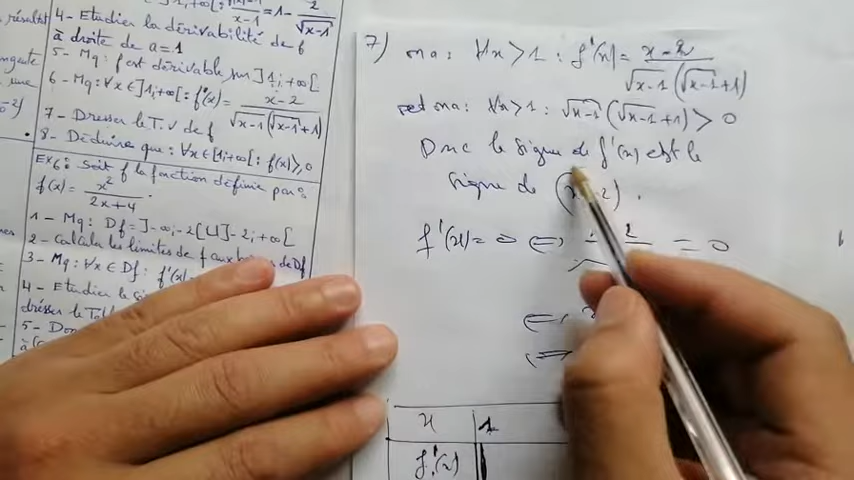 résultat
4- Etudier la dérivabilité de f
à droite de a=1
5- Mq: f est dérivable sur ]1;+∞[
6- Mq: ∀x∈]1;+∞[: f'(x)= x-2 / √x-1(√x-1+1)
7- Dresser le T.V de f
8- Déduire que: ∀x∈[1;+∞[: f(x)≥0
Ex6: soit f la fonction définie par:
f(x)= x² / 2x+4 .
1- Mq: Df=]-∞;-2[∪]-2;+∞[
2- calculer les limites de f aux bornes de Df
3- Mq: ∀x∈Df: f'(x)
4- Etudier le
dresser le
5-
7) on a: ∀x>1: f'(x)= x-2 / √x-1(√x-1+1)
et on a: ∀x>1: √x-1(√x-1+1)>0
Donc le signe de f'(x) est le
signe de (x-2).
f'(x)=0 ⟺ 2 =0
⟺
⟺
x 1
f'(x)